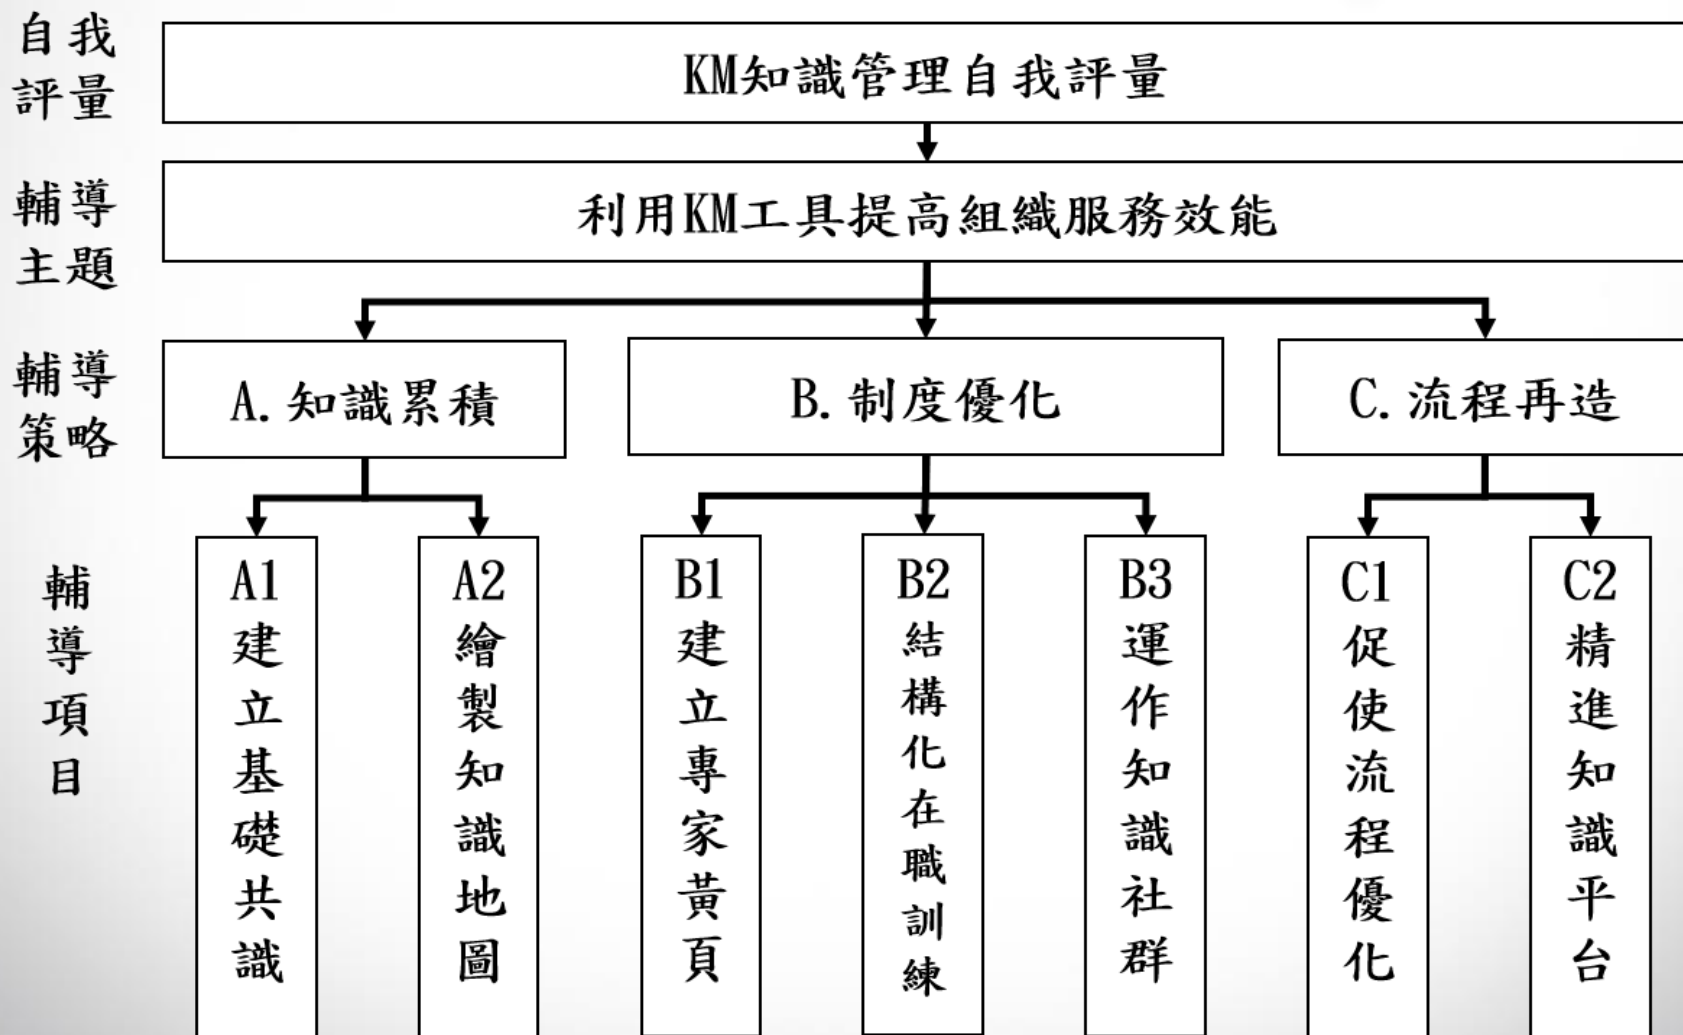 自我
評量
KM知識管理自我評量
輔導
主題
利用KM工具提高組織服務效能
輔導
策略
A.知識累積
B.制度優化
C.流程再造
輔導項目
A1建立基礎共識
A2繪製知識地圖
B1建立專家黃頁
B2結構化在職訓練
B3運作知識社群
C1促使流程優化
C2精進知識平台